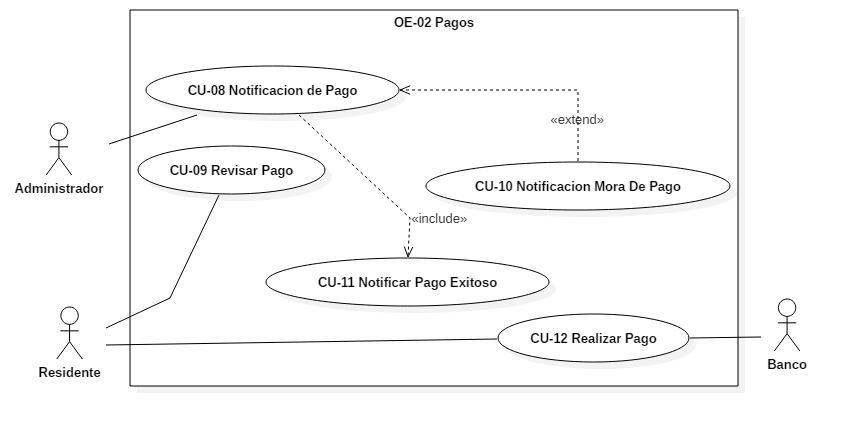 OE-02 Pagos
CU-08 Notificacion de Pago
«extend»
Administrador
CU-09 Revisar Pago
CU-10 Notificacion Mora De Pago
«include»
CU-11 Notificar Pago Exitoso
CU-12 Realizar Pago
Residente
Banco